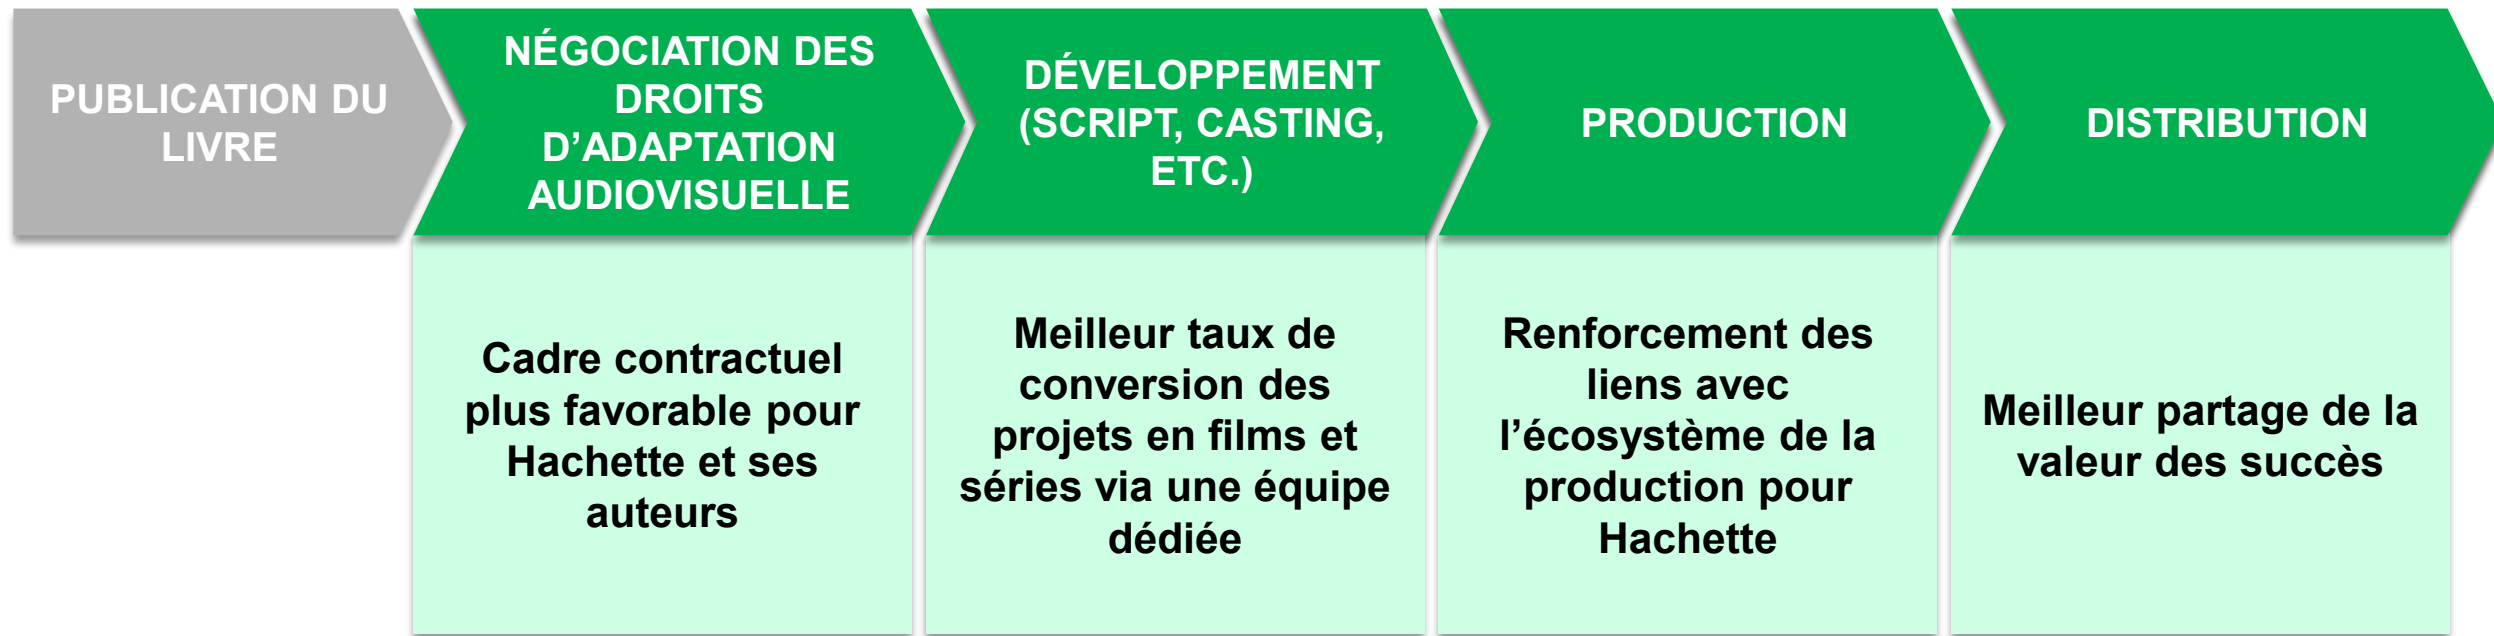 PUBLICATION DU
LIVRE
NÉGOCIATION DES
DROITS
D’ADAPTATION
AUDIOVISUELLE
DÉVELOPPEMENT
(SCRIPT, CASTING,
ETC.)
PRODUCTION
DISTRIBUTION
Cadre contractuel
plus favorable pour
Hachette et ses
auteurs
Meilleur taux de
conversion des
projets en films et
séries via une équipe
dédiée
Renforcement des
liens avec
l’écosystème de la
production pour
Hachette
Meilleur partage de la
valeur des succès